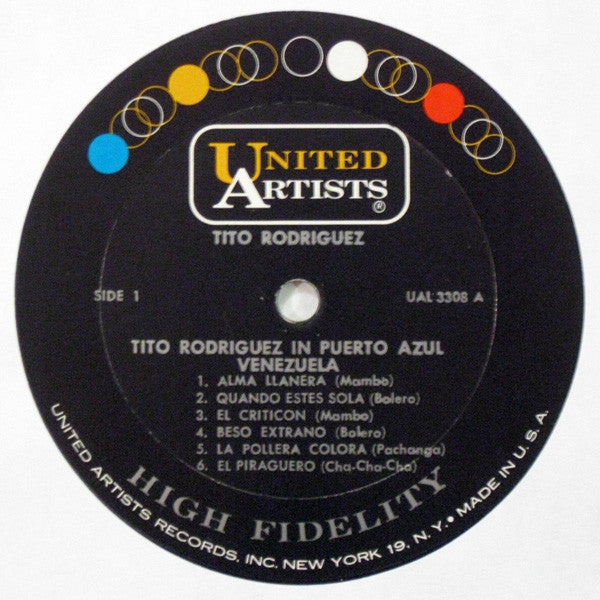 UNITED
ARTISTS®
TITO RODRIGUEZ
SIDE 1
UAL 3308 A
TITO RODRIGUEZ IN PUERTO AZUL
VENEZUELA
1. ALMA LLANERA (Mambo)
2. QUANDO ESTES SOLA (Bolero)
3. EL CRITICON (Mambo)
4. BESO EXTRANO (Bolero)
5. LA POLLERA COLORA (Pachanga)
6. EL PIRAGUERO (Cha-Cha-Cha)
HIGH FIDELITY
UNITED ARTISTS RECORDS, INC. NEW YORK 19, N.Y. • MADE IN U.S.A.